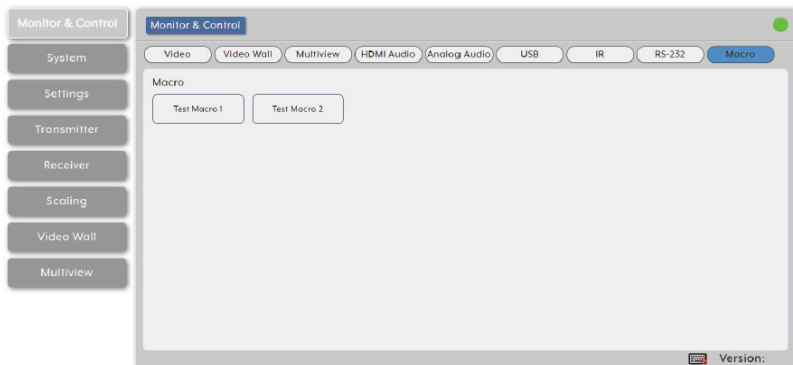 Monitor & Control
System
Settings
Transmitter
Receiver
Scaling
Video Wall
Multiview
Monitor & Control
Video Video Wall Multiview HDMI Audio Analog Audio USB IR RS-232 Macro
Macro
Test Macro 1 Test Macro 2
Version: